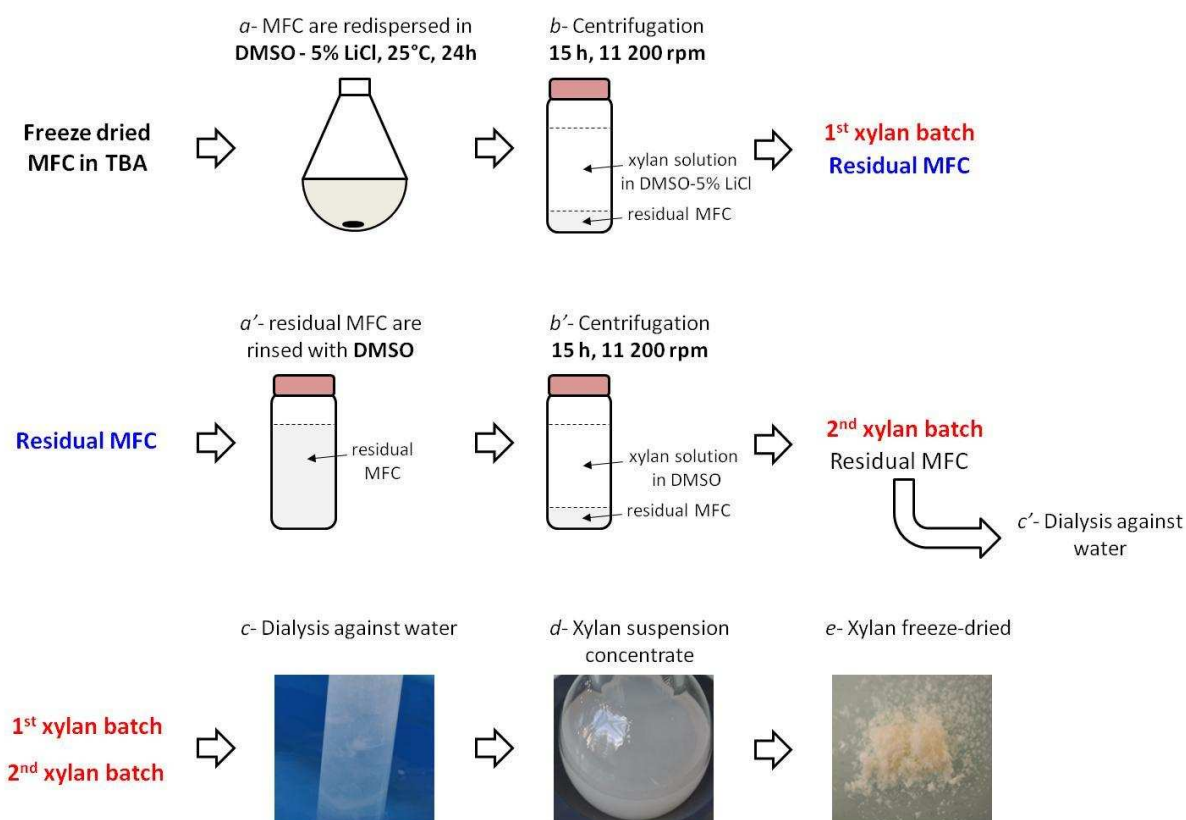 a- MFC are redispersed in
DMSO - 5% LiCl, 25°C, 24h
b- Centrifugation
15 h, 11 200 rpm
Freeze dried
MFC in TBA
xylan solution
in DMSO-5% LiCl
residual MFC
1st xylan batch
Residual MFC
a’- residual MFC are
rinsed with DMSO
b’- Centrifugation
15 h, 11 200 rpm
Residual MFC
residual
MFC
xylan solution
in DMSO
residual MFC
2nd xylan batch
Residual MFC
c’- Dialysis against
water
c- Dialysis against water
d- Xylan suspension
concentrate
e- Xylan freeze-dried
1st xylan batch
2nd xylan batch